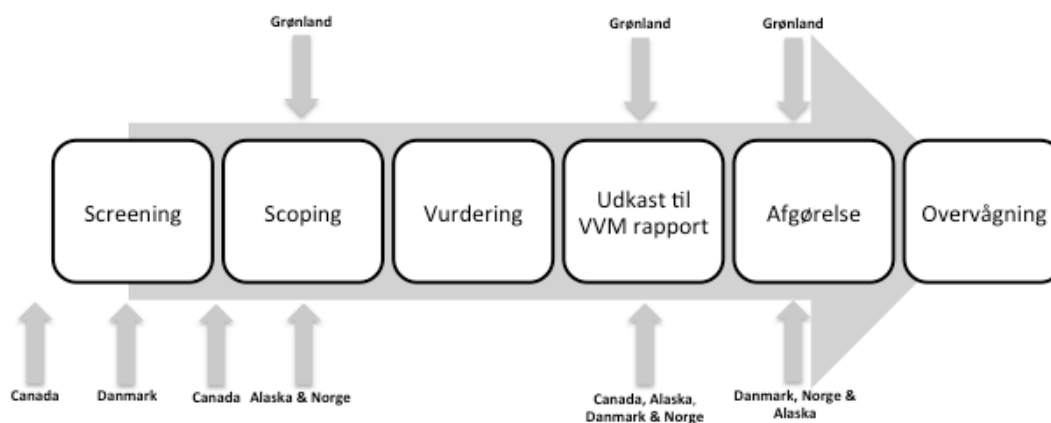 Grønland
Grønland
Grønland
Screening
Scoping
Vurdering
Udkast til
VVM rapport
Afgørelse
Overvågning
Canada
Danmark
Canada
Alaska & Norge
Canada, Alaska,
Danmark & Norge
Danmark, Norge &
Alaska